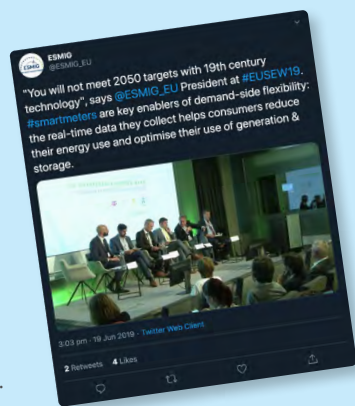 ESMIG
@ESMIG_EU
"You will not meet 2050 targets with 19th century
technology", says @ESMIG_EU President at #EUSEW19.
#smartmeters are key enablers of demand-side flexibility:
the real-time data they collect helps consumers reduce
their energy use and optimise their use of generation &
storage.
3:03 pm · 19 Jun 2019 · Twitter Web Client
2 Retweets 4 Likes